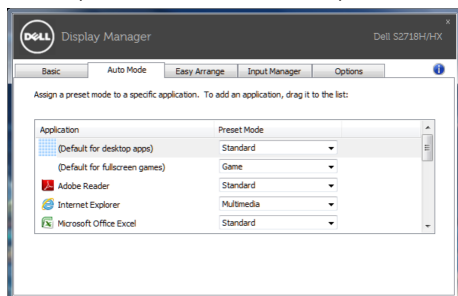 DELL Display Manager Dell S2718H/HX
Basic Auto Mode Easy Arrange Input Manager Options
Assign a preset mode to a specific application. To add an application, drag it to the list:
Application Preset Mode
(Default for desktop apps) Standard
(Default for fullscreen games) Game
Adobe Reader Standard
Internet Explorer Multimedia
Microsoft Office Excel Standard